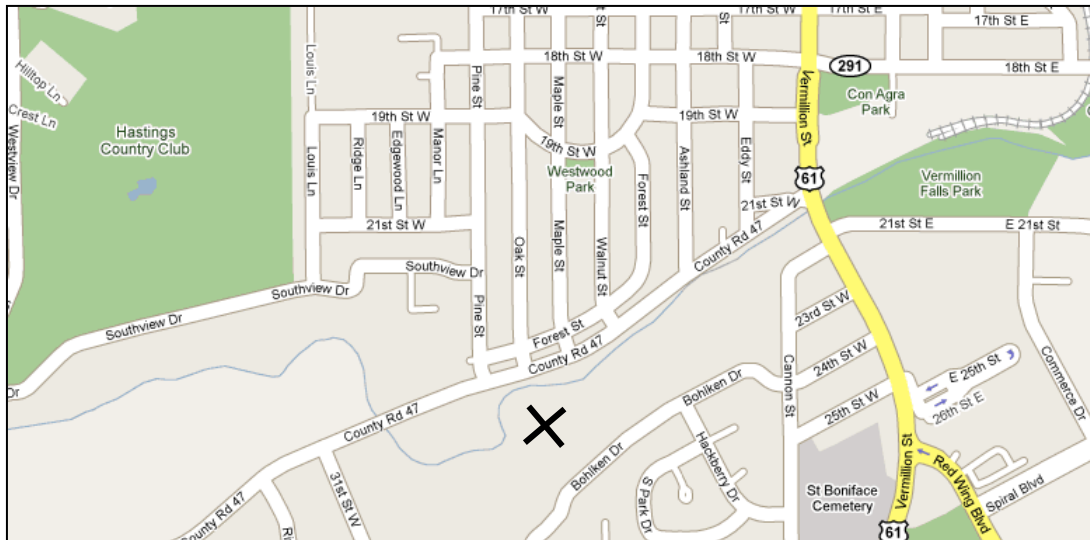 17th St W
17th St W
17th St E
17th St E
18th St W
18th St W
291
18th St E
Louis Ln
Pine St
Maple St
Vermillion St
Con Agra
Park
Hilltop Ln
Crest Ln
Westview Dr
Hastings
Country Club
19th St W
19th St W
19th St W
Louis Ln
Ridge Ln
Edgewood Ln
Manor Ln
Westwood
Park
Forest St
Ashland St
Eddy St
61
Vermillion
Falls Park
21st St W
21st St W
21st St E
E 21st St
Oak St
Maple St
Walnut St
County Rd 47
Southview Dr
Southview Dr
Southview Dr
Pine St
Forest St
County Rd 47
23rd St W
24th St W
25th St W
Cannon St
E 25th St
26th St E
Commerce Dr
Dr
Bohlken Dr
Bohlken Dr
Hackberry Dr
S Park Dr
County Rd 47
County Rd 47
31st St W
Ri
St Boniface
Cemetery
Vermillion St
61
Red Wing Blvd
Spiral Blvd